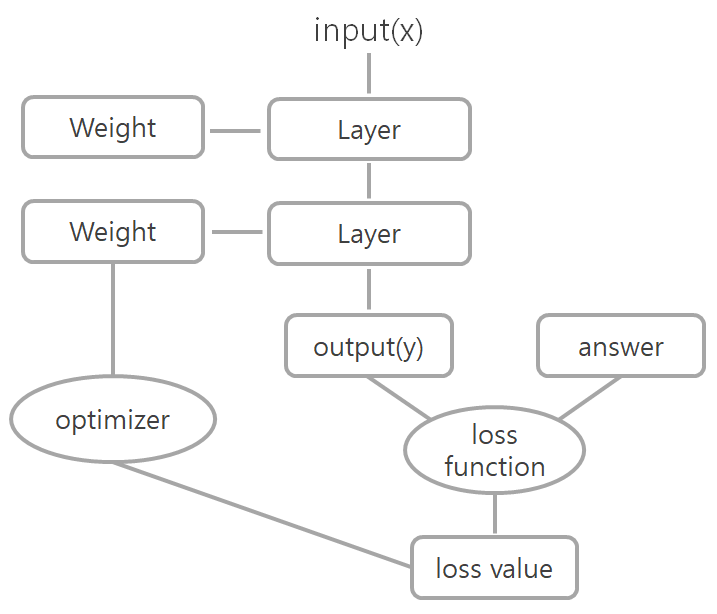 input(x)
Weight
Layer
Weight
Layer
output(y)
answer
optimizer
loss
function
loss value